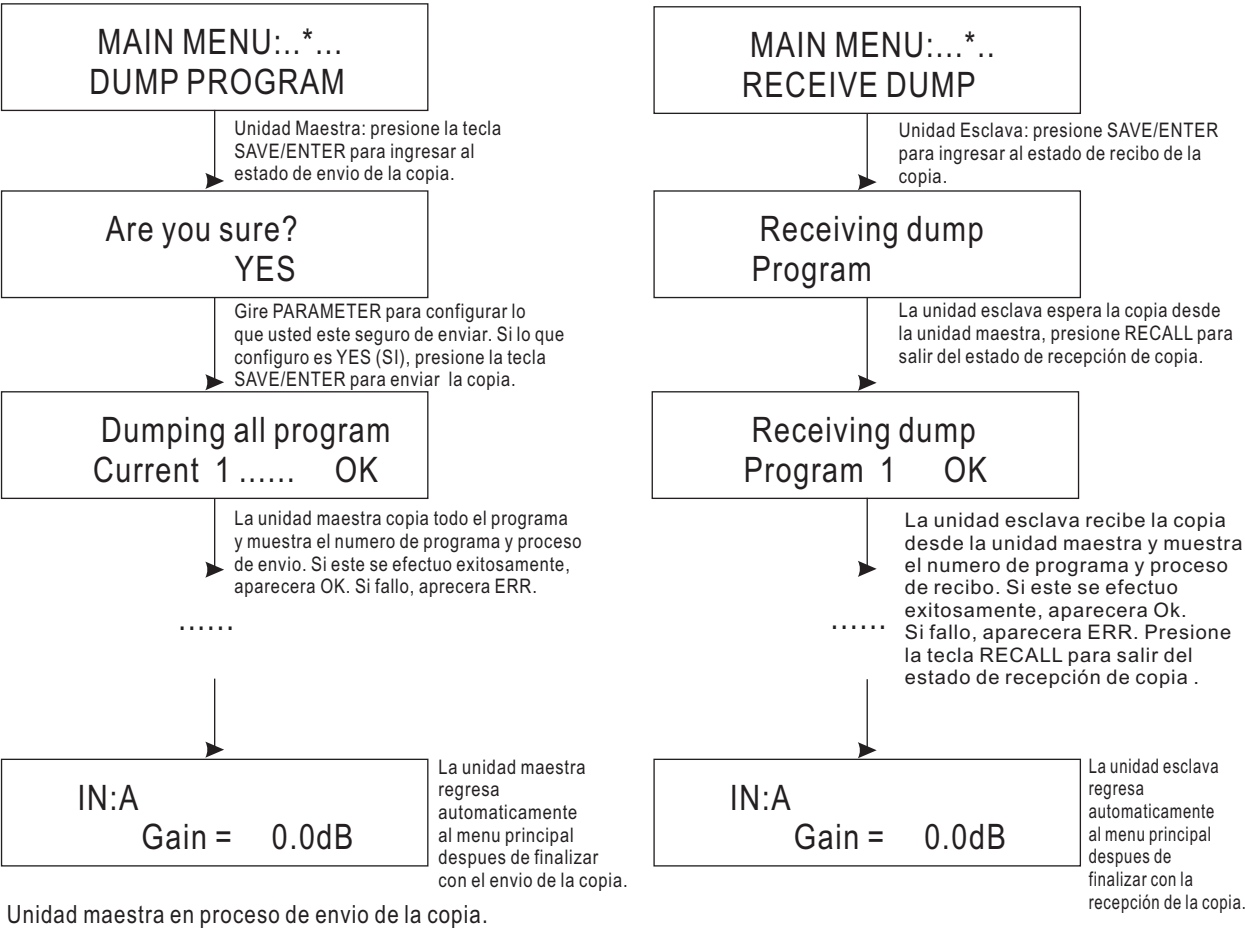 MAIN MENU:..*...
DUMP PROGRAM
Unidad Maestra: presione la tecla
SAVE/ENTER para ingresar al
estado de envio de la copia.
Are you sure?
YES
Gire PARAMETER para configurar lo
que usted este seguro de enviar. Si lo que
configuro es YES (SI), presione la tecla
SAVE/ENTER para enviar la copia.
Dumping all program
Current 1 ...... OK
La unidad maestra copia todo el programa
y muestra el numero de programa y proceso
de envio. Si este se efectuo exitosamente,
aparecera OK. Si fallo, aprecera ERR.
......
IN:A
Gain = 0.0dB
La unidad maestra
regresa
automaticamente
al menu principal
despues de finalizar
con el envio de la copia.
Unidad maestra en proceso de envio de la copia.
MAIN MENU:...*..
RECEIVE DUMP
Unidad Esclava: presione SAVE/ENTER
para ingresar al estado de recibo de la
copia.
Receiving dump
Program
La unidad esclava espera la copia desde
la unidad maestra, presione RECALL para
salir del estado de recepción de copia.
Receiving dump
Program 1 OK
La unidad esclava recibe la copia
desde la unidad maestra y muestra
el numero de programa y proceso
de recibo. Si este se efectuo
exitosamente, aparecera Ok.
Si fallo, aparecera ERR. Presione
la tecla RECALL para salir del
estado de recepción de copia .
......
IN:A
Gain = 0.0dB
La unidad esclava
regresa
automaticamente
al menu principal
despues de
finalizar con la
recepción de la copia.